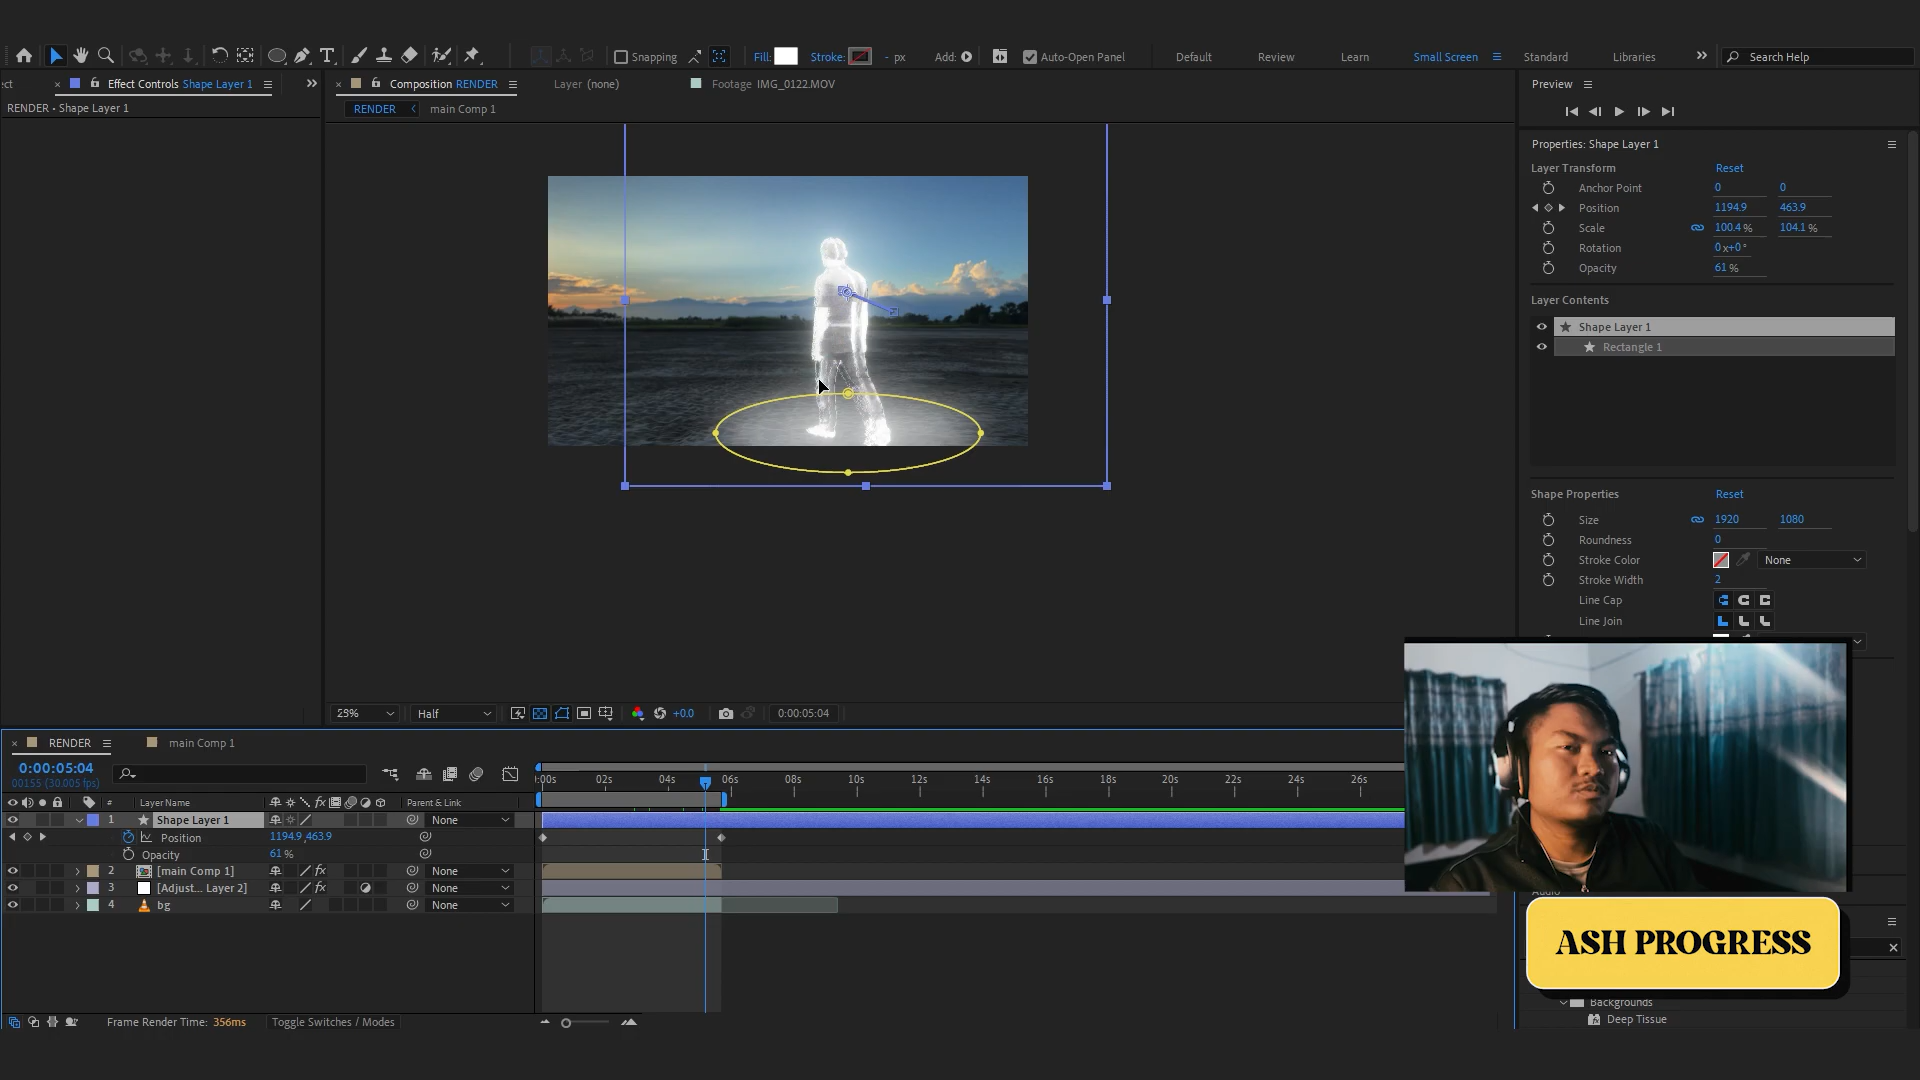 Snapping
Fill:
Stroke:
- px
Add:
Auto-Open Panel
Default
Review
Learn
Small Screen
Standard
Libraries
Search Help
ect
Effect Controls Shape Layer 1
Composition RENDER
Layer (none)
Footage IMG_0122.MOV
Preview
RENDER • Shape Layer 1
RENDER
main Comp 1
Properties: Shape Layer 1
Layer Transform
Reset
Anchor Point
0
0
Position
1194.9
463.9
Scale
100.4 %
104.1 %
Rotation
0x+0°
Opacity
61 %
Layer Contents
Shape Layer 1
Rectangle 1
Shape Properties
Reset
Size
1920
1080
Roundness
0
Stroke Color
None
Stroke Width
2
Line Cap
Line Join
25%
Half
+0.0
0:00:05:04
RENDER
main Comp 1
0:00:05:04
00155 (30.005 fps)
):00s
02s
04s
06s
08s
10s
12s
14s
16s
18s
20s
22s
24s
26s
#
Layer Name
fx
Parent & Link
1
Shape Layer 1
None
Position
1194.9,463.9
Opacity
61 %
2
[main Comp 1]
fx
None
3
[Adjust... Layer 2]
fx
None
4
bg
None
Audio
ASH PROGRESS
Backgrounds
Deep Tissue
Frame Render Time: 356ms
Toggle Switches / Modes